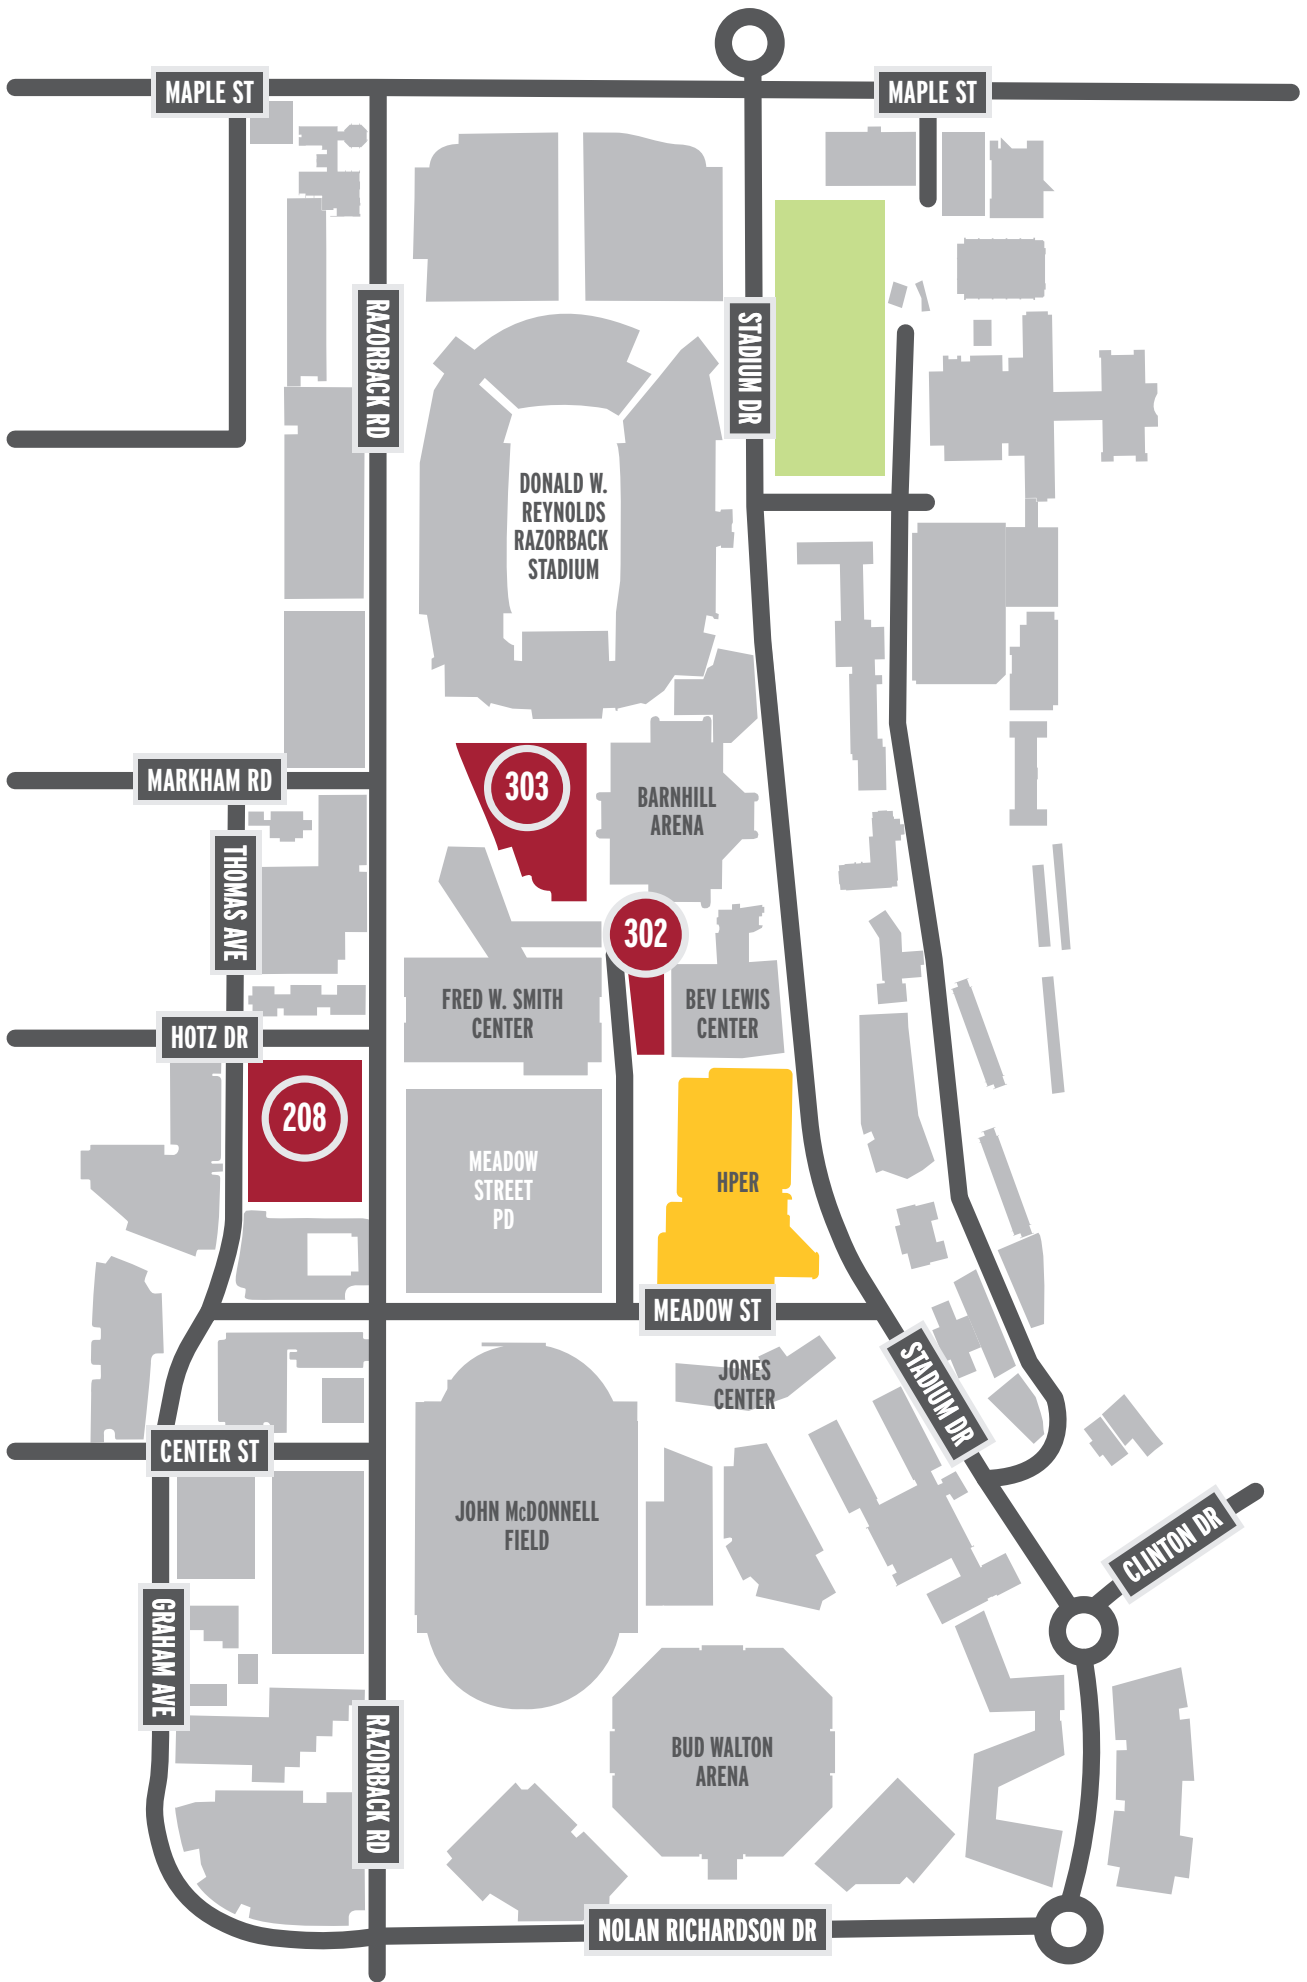 MAPLE ST
MAPLE ST
RAZORBACK RD
STADIUM DR
DONALD W.
REYNOLDS
RAZORBACK
STADIUM
MARKHAM RD
303
BARNHILL
ARENA
THOMAS AVE
302
FRED W. SMITH
CENTER
BEV LEWIS
CENTER
HOTZ DR
208
MEADOW
STREET
PD
HPER
MEADOW ST
JONES
CENTER
STADIUM DR
CENTER ST
JOHN McDONNELL
FIELD
CLINTON DR
GRAHAM AVE
RAZORBACK RD
BUD WALTON
ARENA
NOLAN RICHARDSON DR